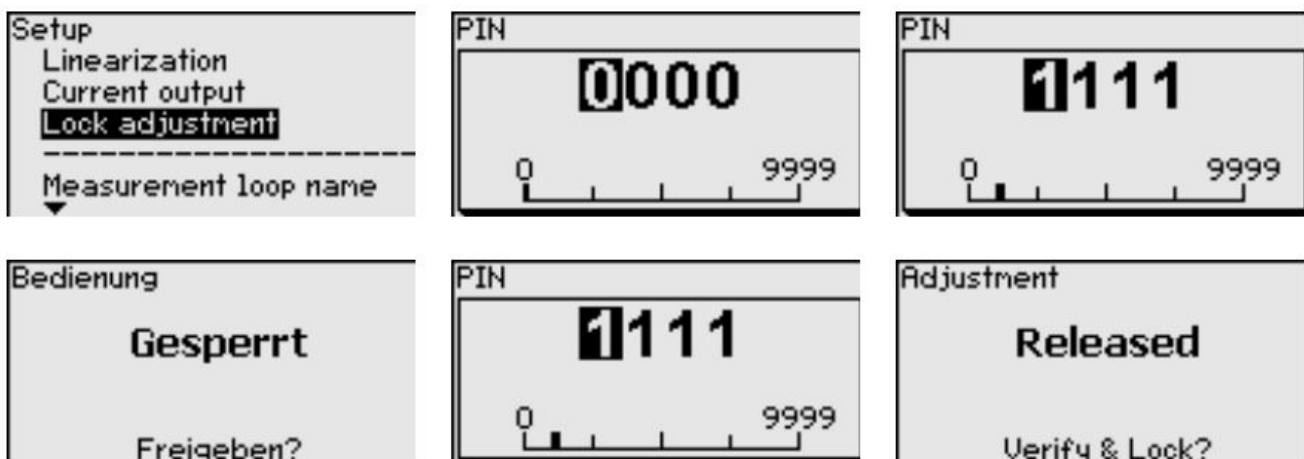 Setup
Linearization
Current output
Lock adjustment
Measurement loop name
PIN
0000
0 9999
PIN
1111
0 9999
Bedienung
Gesperrt
Freigeben?
PIN
1111
0 9999
Adjustment
Released
Verify & Lock?